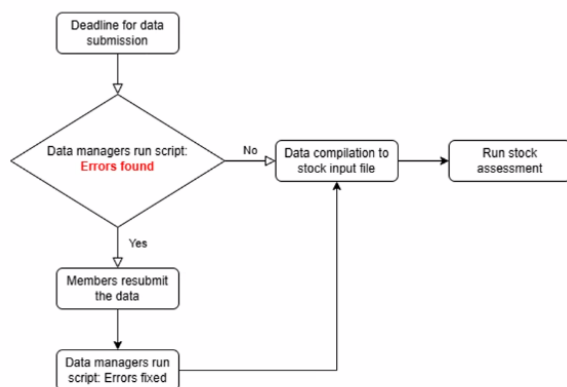 Deadline for data
submission
Data managers run script:
Errors found
No
Data compilation to
stock input file
Run stock
assessment
Yes
Members resubmit
the data
Data managers run
script: Errors fixed